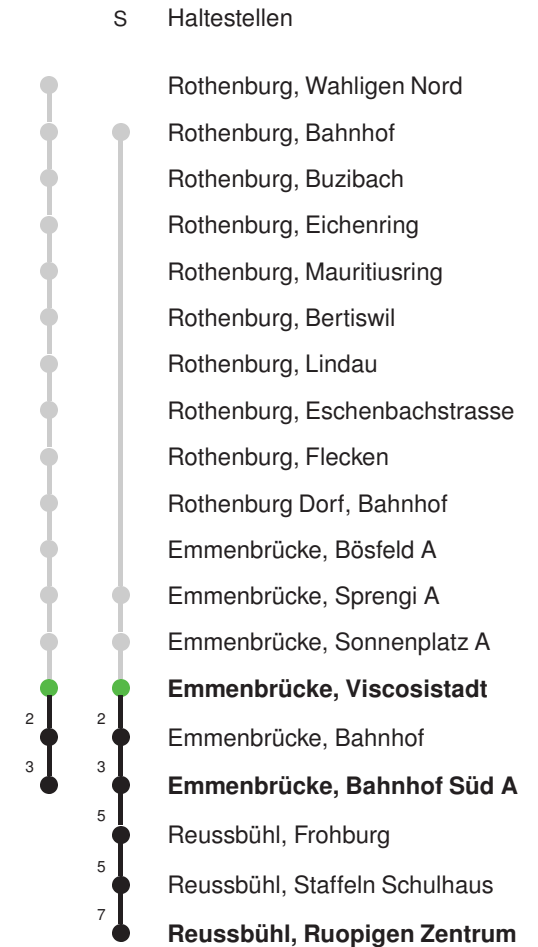 S Haltestellen
Rothenburg, Wahligen Nord
Rothenburg, Bahnhof
Rothenburg, Buzibach
Rothenburg, Eichenring
Rothenburg, Mauritiusring
Rothenburg, Bertiswil
Rothenburg, Lindau
Rothenburg, Eschenbachstrasse
Rothenburg, Flecken
Rothenburg Dorf, Bahnhof
Emmenbrücke, Bösfeld A
Emmenbrücke, Sprengi A
Emmenbrücke, Sonnenplatz A
Emmenbrücke, Viscosistadt
2 2 Emmenbrücke, Bahnhof
3 3 Emmenbrücke, Bahnhof Süd A
5 Reussbühl, Frohburg
5 Reussbühl, Staffeln Schulhaus
7 Reussbühl, Ruopigen Zentrum